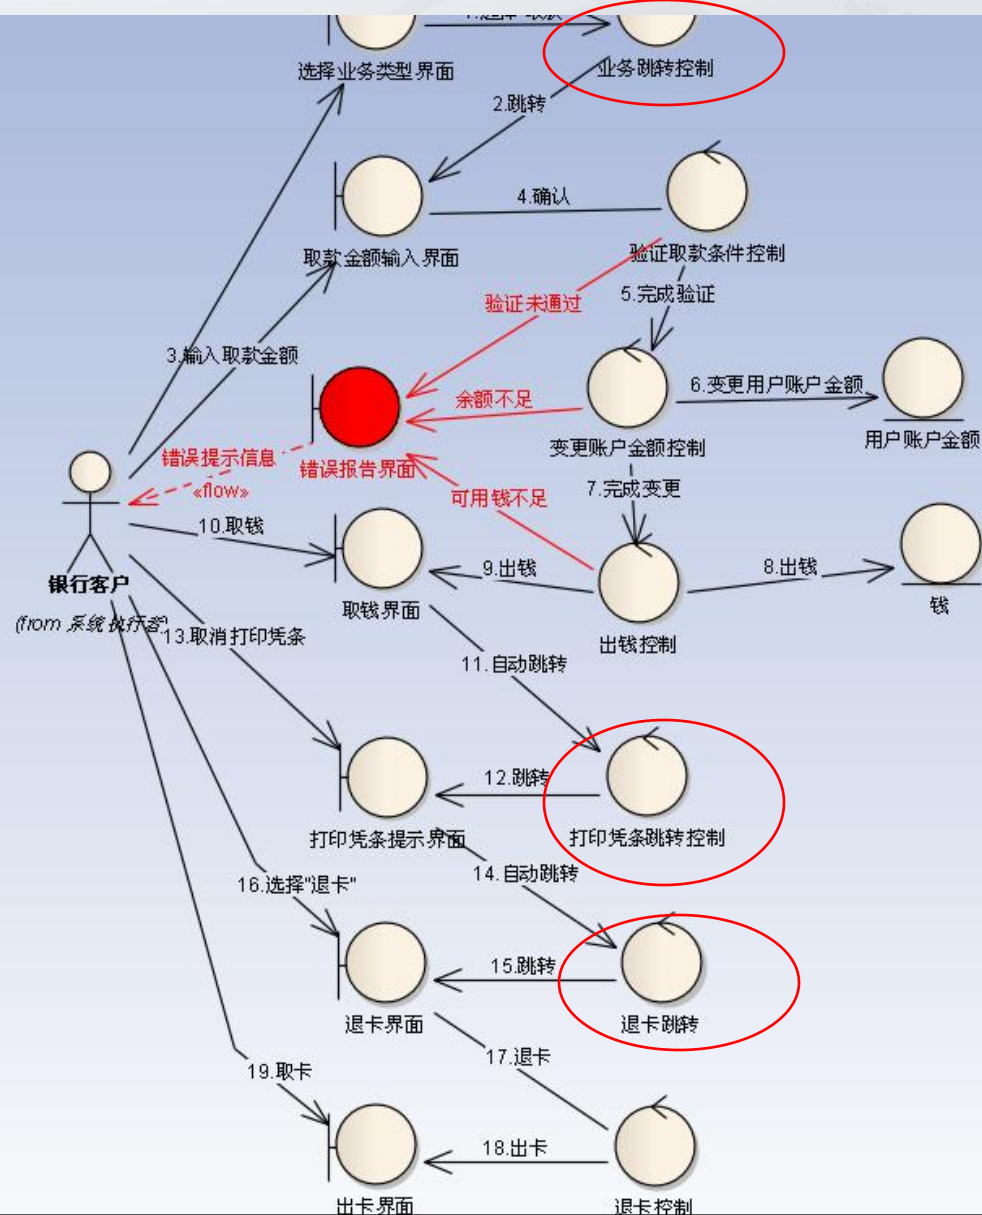 选择业务类型界面
业务跳转控制
2.跳转
4.确认
取款金额输入界面
验证取款条件控制
验证未通过
5.完成验证
3.输入取款金额
余额不足
6.变更用户账户金额
用户账户金额
变更账户金额控制
错误提示信息
错误报告界面
«flow»
可用钱不足
7.完成变更
10.取钱
9.出钱
8.出钱
银行客户
(from 系统执行者)
取钱界面
钱
出钱控制
13.取消打印凭条
11.自动跳转
12.跳转
打印凭条提示界面
打印凭条跳转控制
14.自动跳转
16.选择"退卡"
15.跳转
退卡界面
退卡跳转
17.退卡
19.取卡
18.出卡
出卡界面
退卡控制